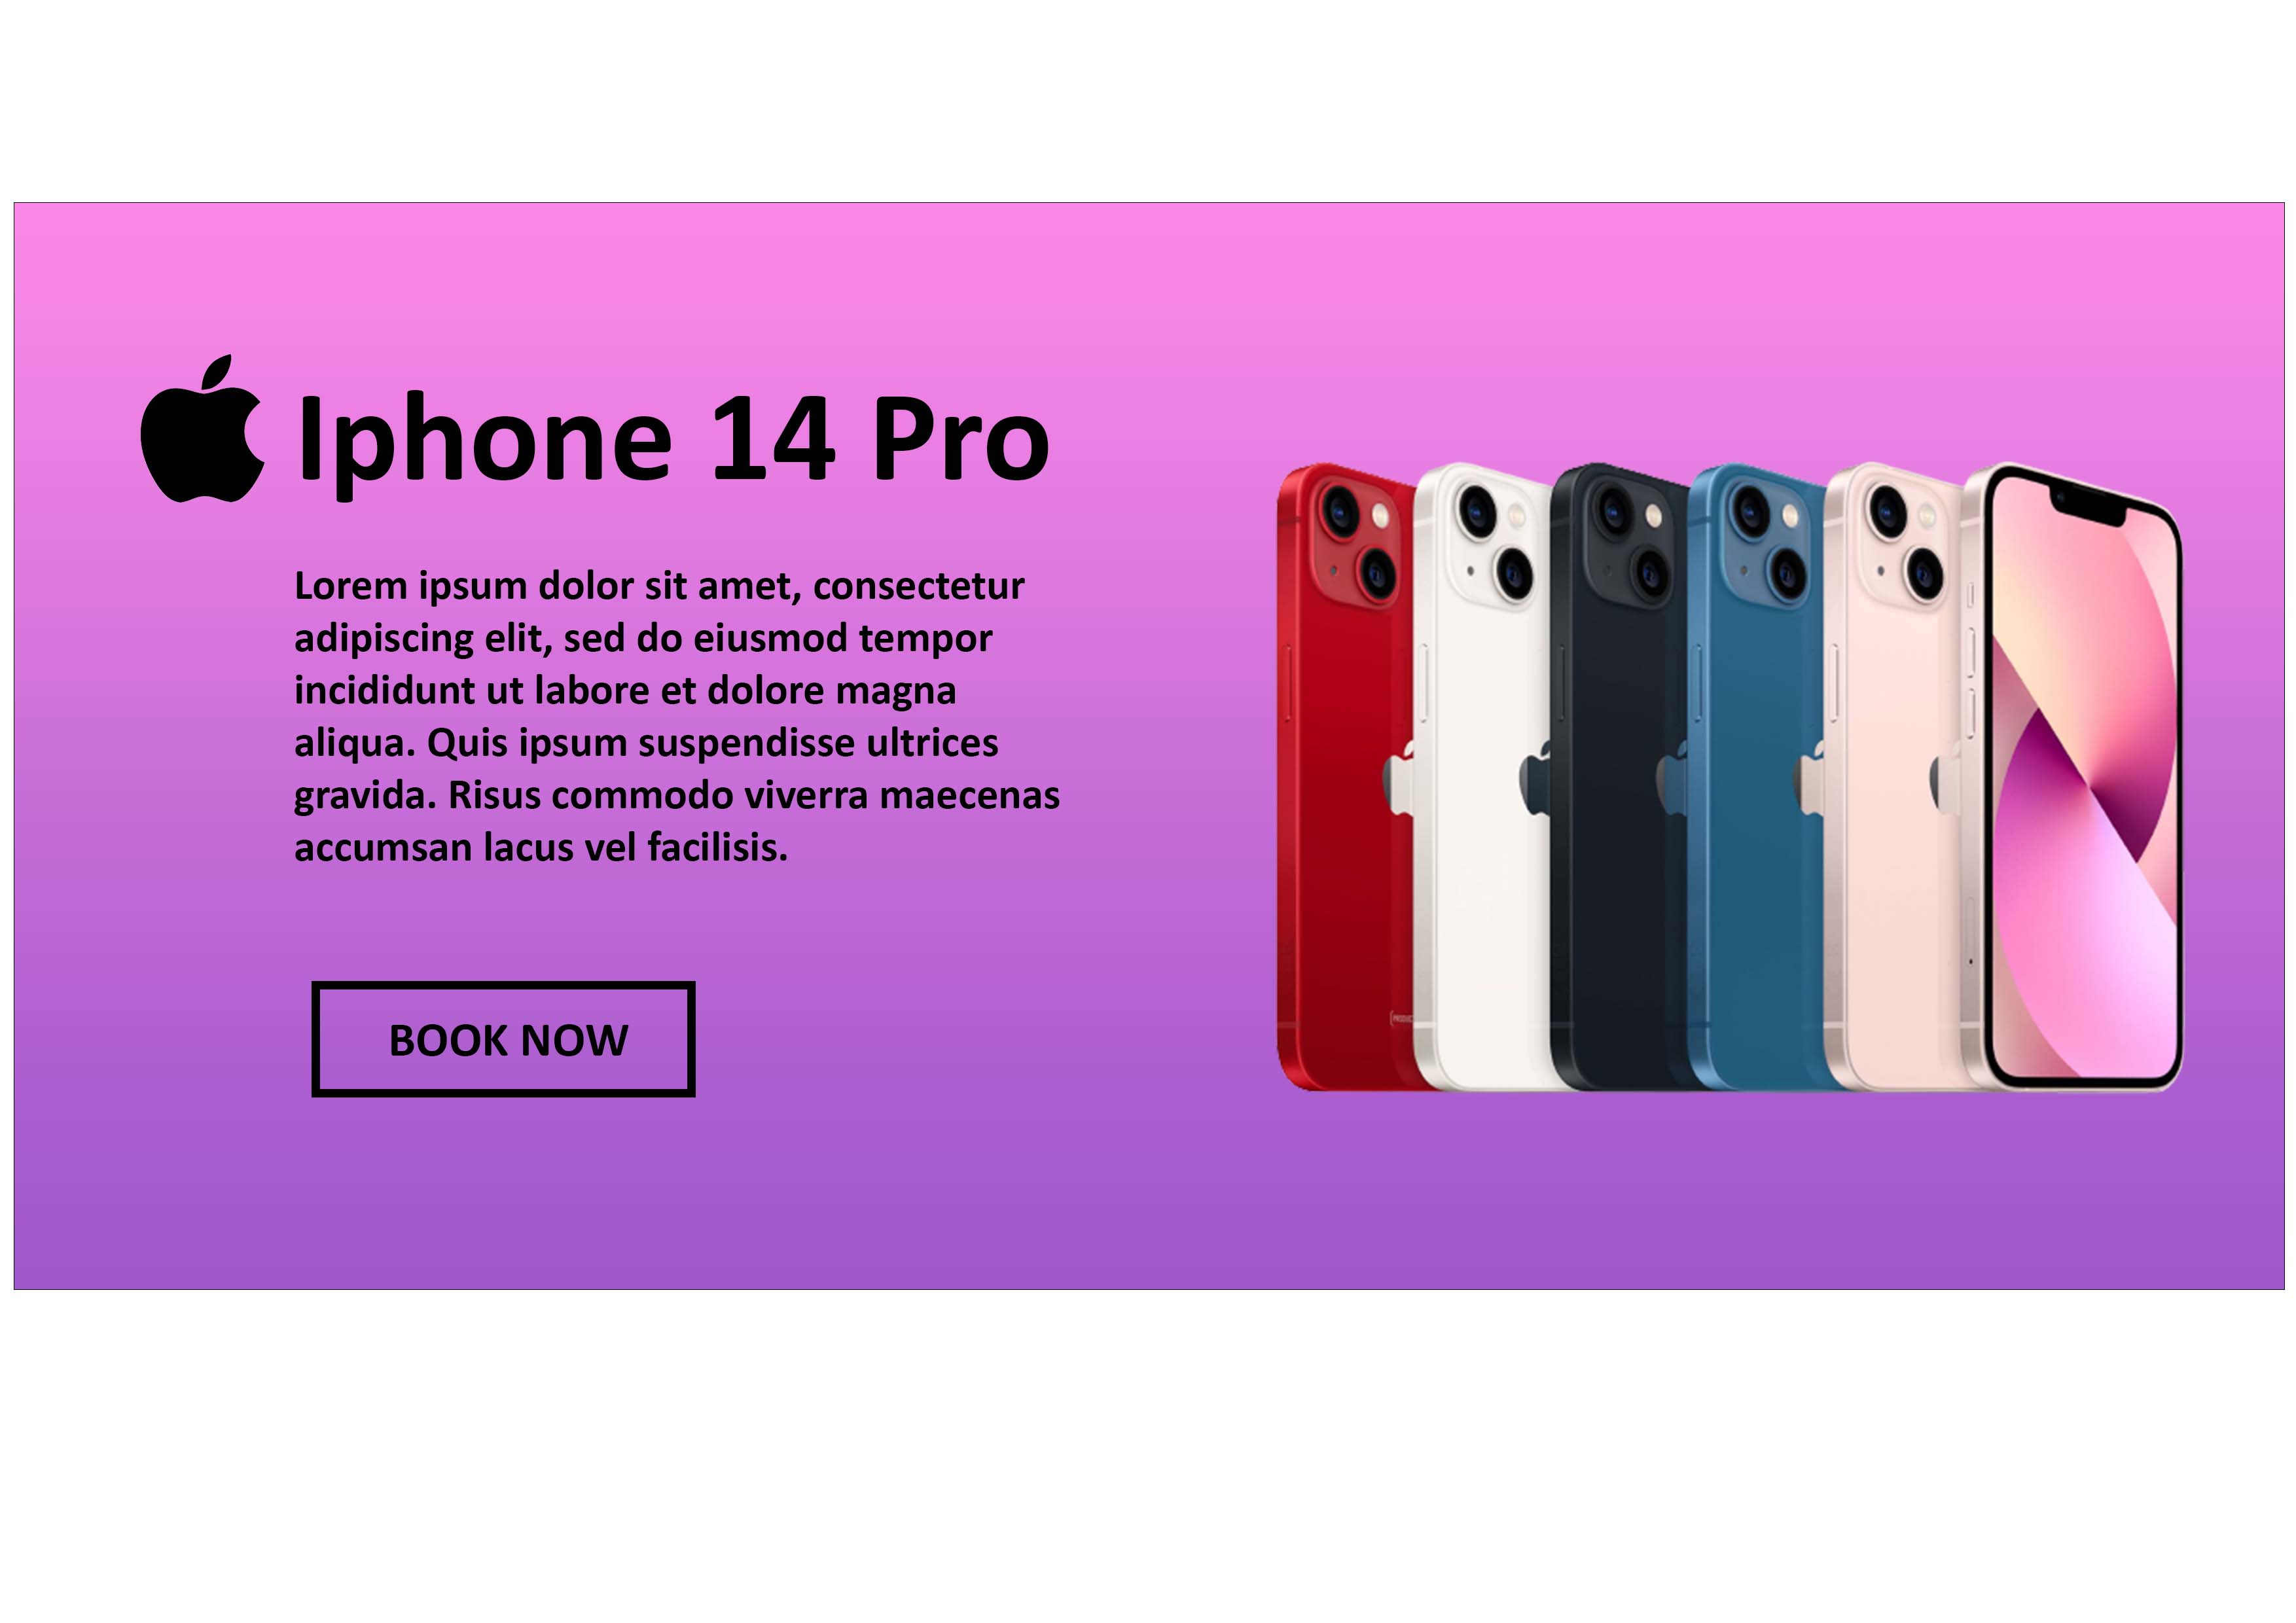 Iphone 14 Pro
Lorem ipsum dolor sit amet, consectetur
adipiscing elit, sed do eiusmod tempor
incididunt ut labore et dolore magna
aliqua. Quis ipsum suspendisse ultrices
gravida. Risus commodo viverra maecenas
accumsan lacus vel facilisis.
BOOK NOW